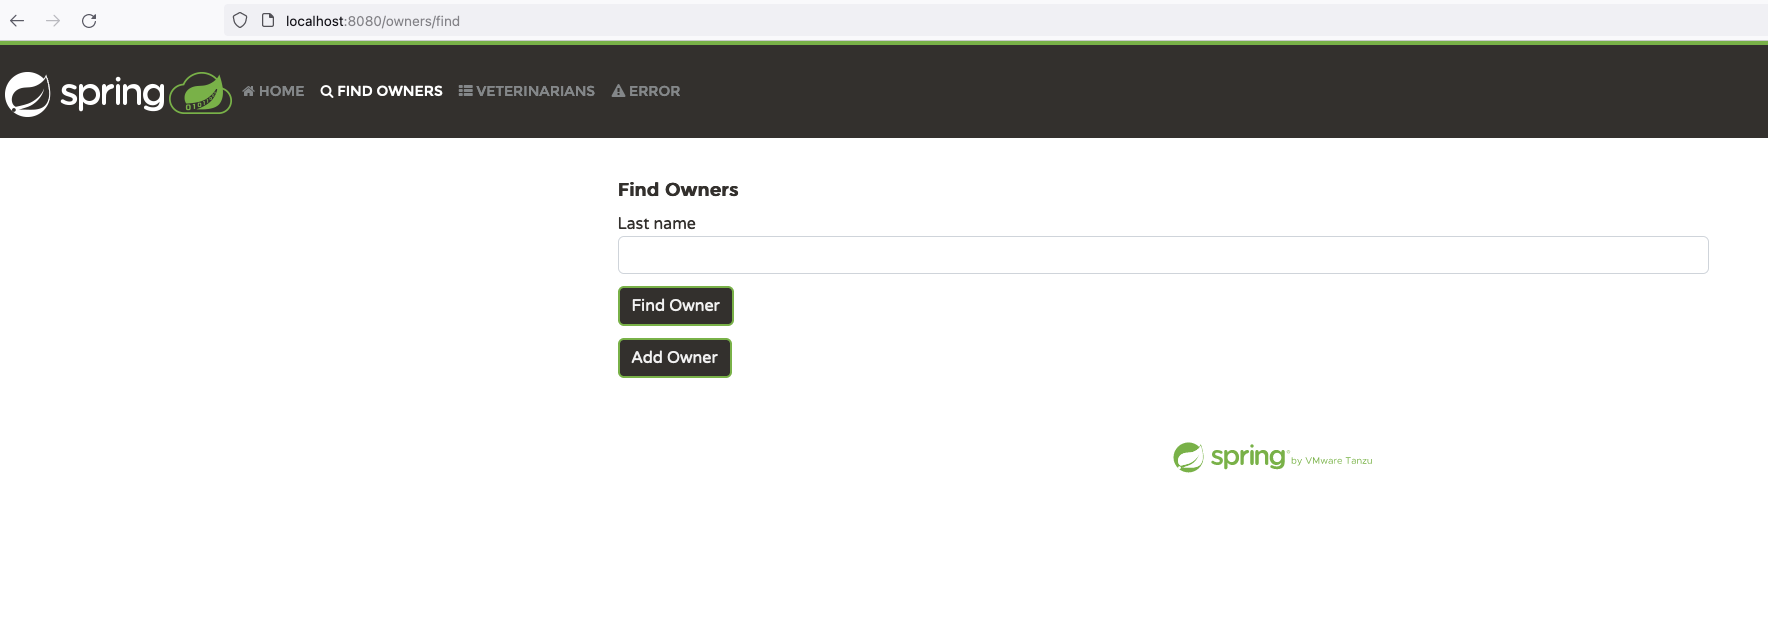 localhost:8080/owners/find
spring HOME FIND OWNERS VETERINARIANS ERROR
Find Owners
Last name
Find Owner
Add Owner
spring by VMware Tanzu